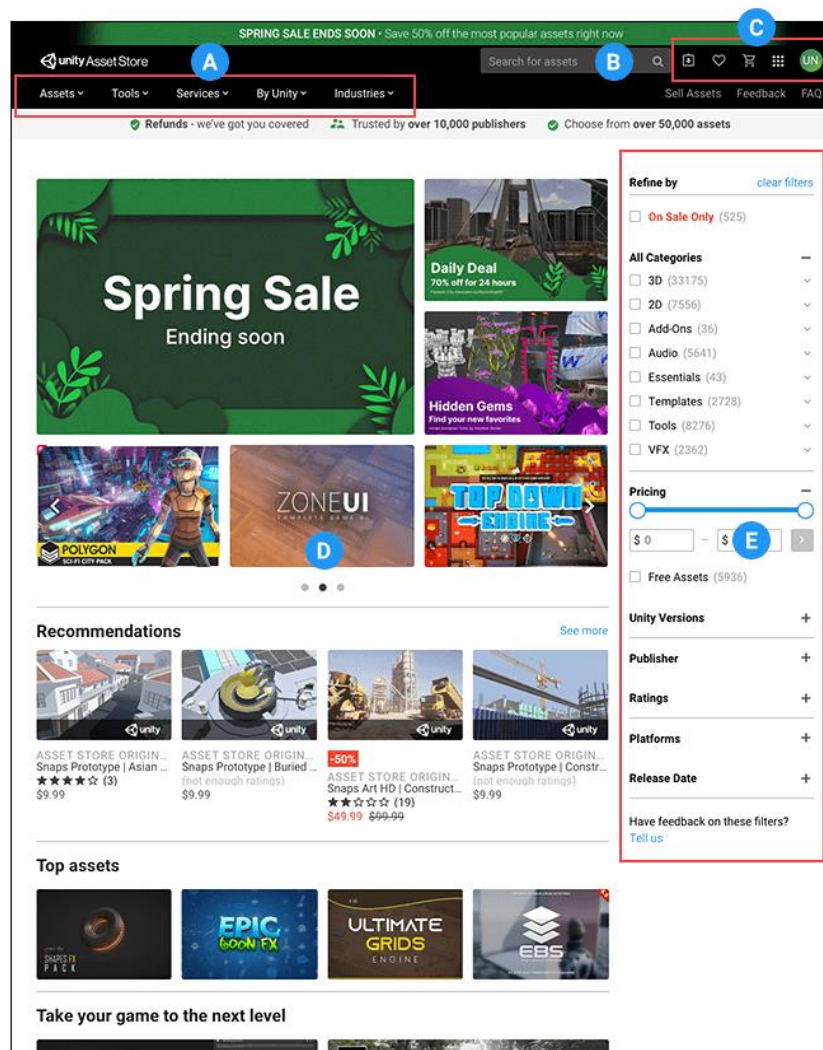 SPRING SALE ENDS SOON • Save 50% off the most popular assets right now
C
unity Asset Store
A
Search for assets
B
UN
Assets
Tools
Services
By Unity
Industries
Sell Assets
Feedback
FAQ
Refunds - we've got you covered
Trusted by over 10,000 publishers
Choose from over 50,000 assets
Spring Sale
Ending soon
Daily Deal
70% off for 24 hours
Hidden Gems
Find your new favorites
POLYGON
SCI-FI CITY PACK
ZONEUI
COMPLETE GAME UI
D
TOP DOWN
ENGINE
Recommendations
See more
unity
unity
unity
unity
ASSET STORE ORIGIN...
Snaps Prototype | Asian ...
(3)
$9.99
ASSET STORE ORIGIN...
Snaps Prototype | Buried ...
(not enough ratings)
$9.99
-50%
ASSET STORE ORIGIN...
Snaps Art HD | Construct...
(19)
$49.99 $99.99
ASSET STORE ORIGIN...
Snaps Prototype | Constr...
(not enough ratings)
$9.99
Top assets
SHAPES FX
PACK
EPIC
TOON FX
ULTIMATE
GRIDS
ENGINE
EBS
Take your game to the next level
Refine by
clear filters
On Sale Only (525)
All Categories
3D (33175)
2D (7556)
Add-Ons (36)
Audio (5641)
Essentials (43)
Templates (2728)
Tools (8276)
VFX (2362)
Pricing
$ 0 – $
E
Free Assets (5936)
Unity Versions
Publisher
Ratings
Platforms
Release Date
Have feedback on these filters?
Tell us